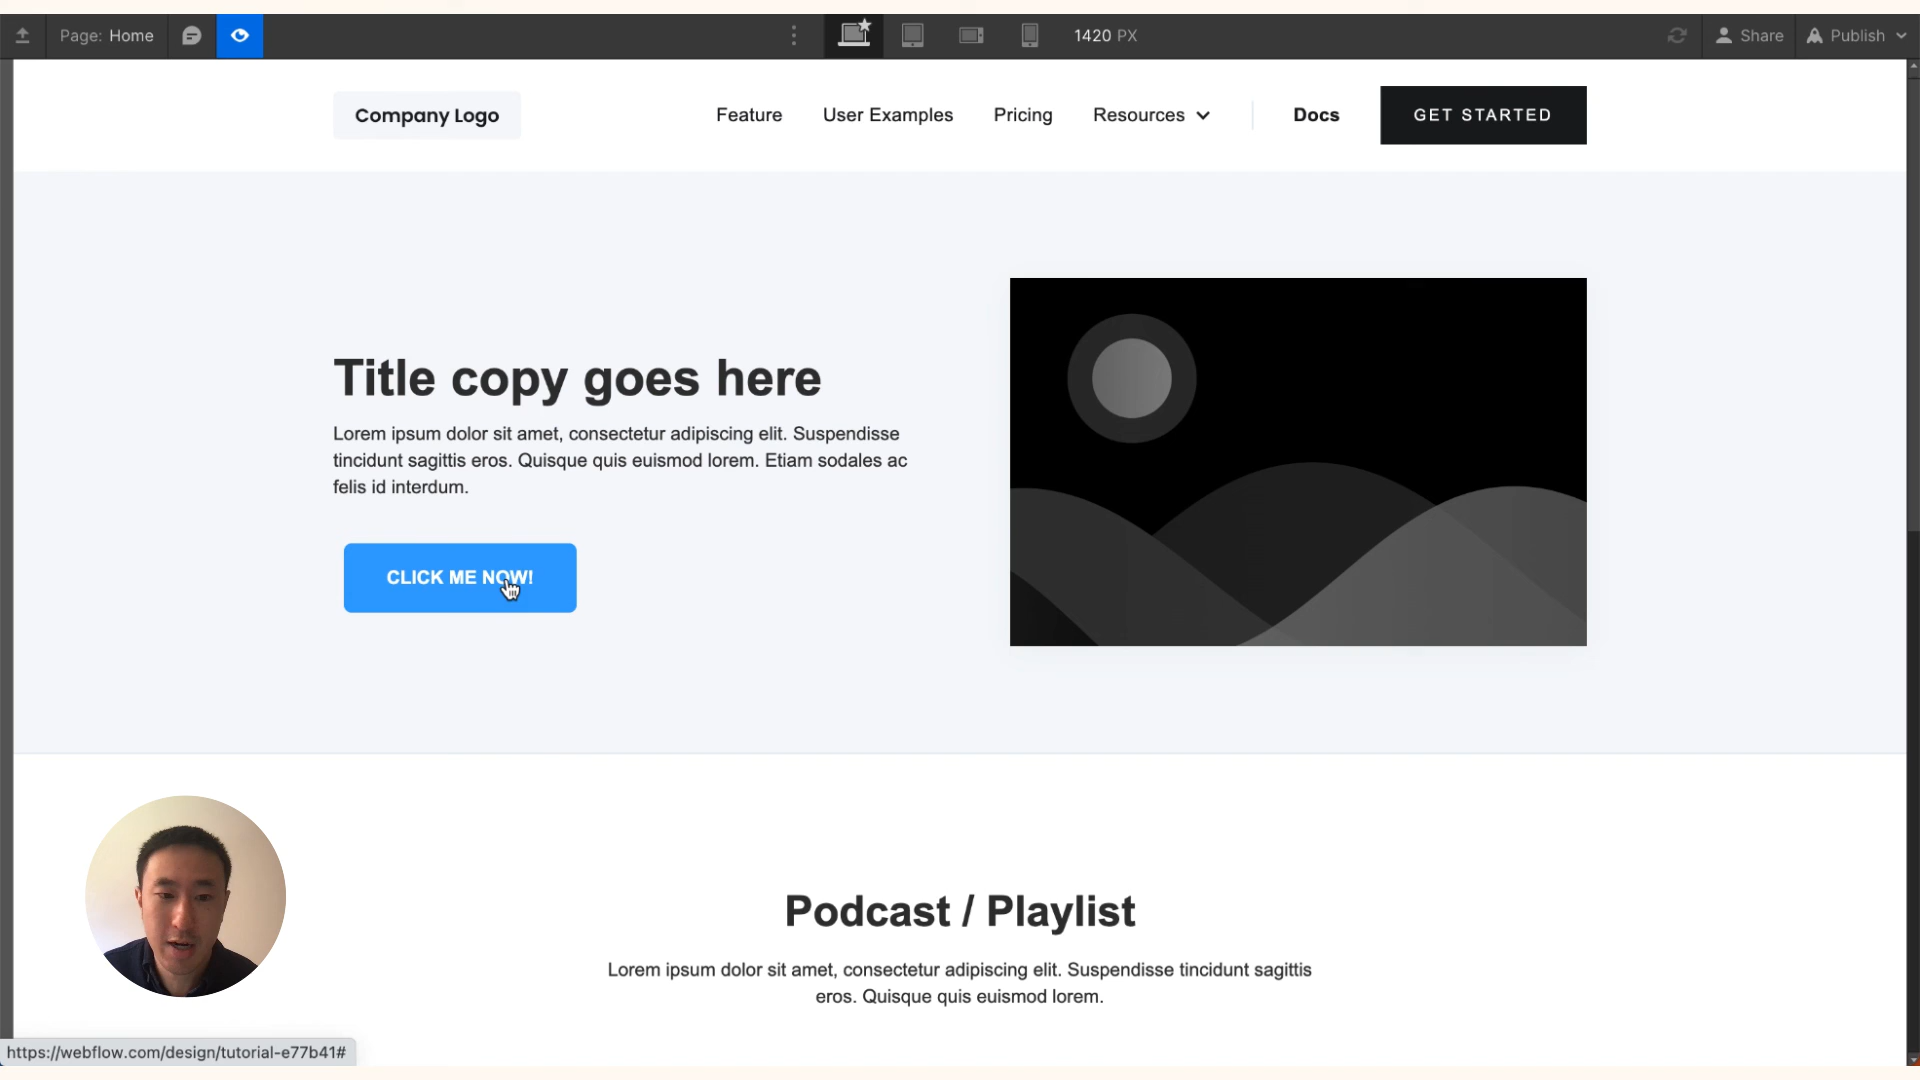 Page: Home
1420 PX
Share
Publish
Company Logo
Feature
User Examples
Pricing
Resources
Docs
GET STARTED
Title copy goes here
Lorem ipsum dolor sit amet, consectetur adipiscing elit. Suspendisse
tincidunt sagittis eros. Quisque quis euismod lorem. Etiam sodales ac
felis id interdum.
CLICK ME NOW!
Podcast / Playlist
Lorem ipsum dolor sit amet, consectetur adipiscing elit. Suspendisse tincidunt sagittis
eros. Quisque quis euismod lorem.
https://webflow.com/design/tutorial-e77b41#